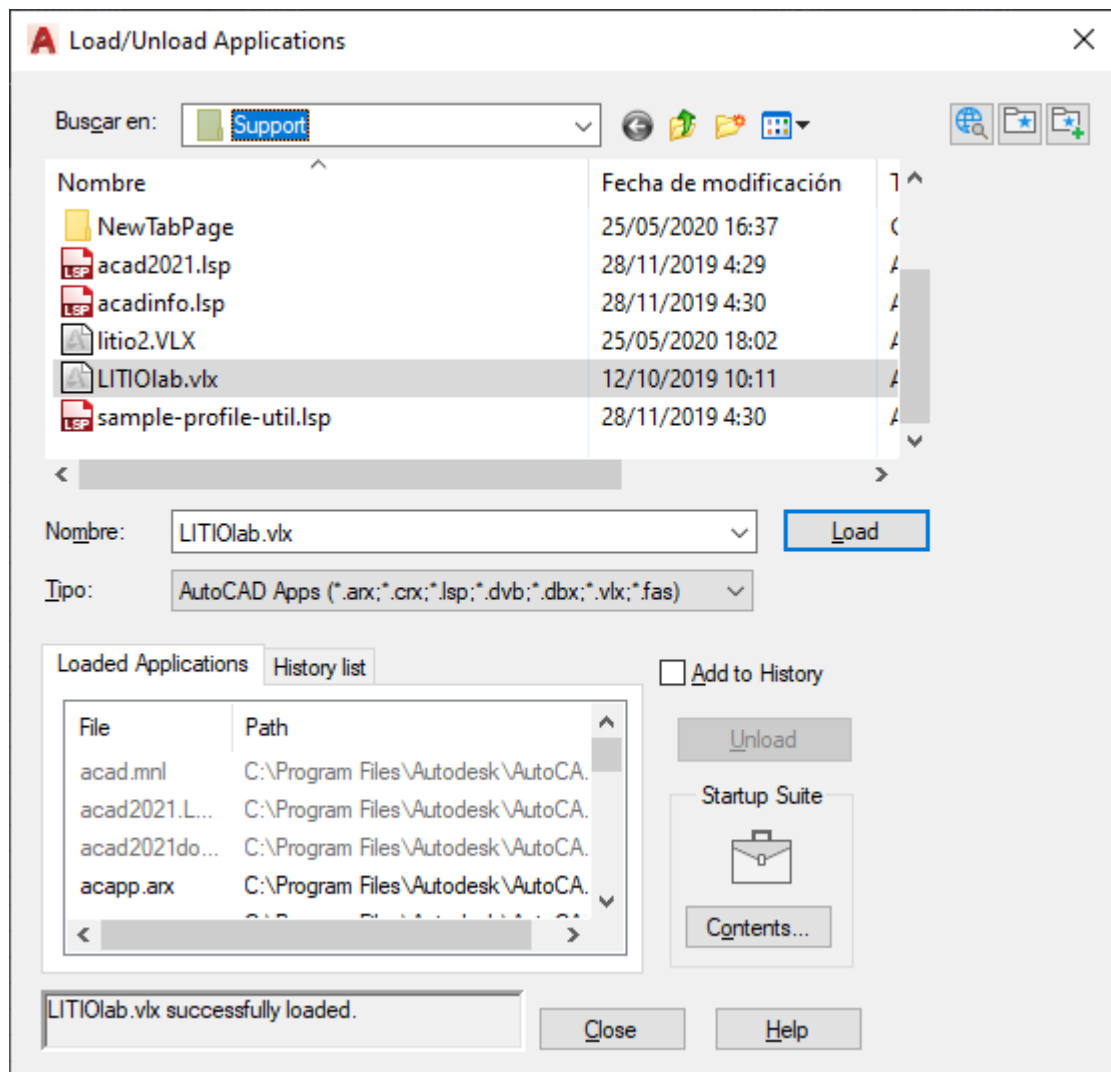 Load/Unload Applications
Buscar en: Support
Nombre Fecha de modificación
NewTabPage 25/05/2020 16:37
acad2021.lsp 28/11/2019 4:29
acadinfo.lsp 28/11/2019 4:30
litio2.VLX 25/05/2020 18:02
LITIOlab.vlx 12/10/2019 10:11
sample-profile-util.lsp 28/11/2019 4:30
Nombre: LITIOlab.vlx Load
Tipo: AutoCAD Apps (*.arx;*.crx;*.lsp;*.dvb;*.dbx;*.vlx;*.fas)
Loaded Applications History list
Add to History
File Path
Unload
acad.mnl C:\Program Files\Autodesk\AutoCA.
acad2021.L... C:\Program Files\Autodesk\AutoCA.
Startup Suite
acad2021do... C:\Program Files\Autodesk\AutoCA.
acapp.arx C:\Program Files\Autodesk\AutoCA.
Contents...
LITIOlab.vlx successfully loaded.
Close Help